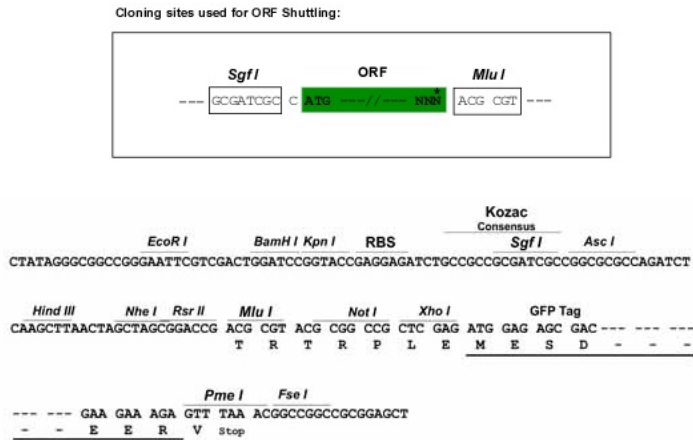 Cloning sites used for ORF Shuttling:
Sgf I ORF Mlu I
--- GCGATCGC C ATG ---//--- NNN* ACG CGT ---
Kozac
Consensus
EcoR I BamH I Kpn I RBS Sgf I Asc I
CTATAGGGCGGCCGGGAATTCGTCGACTGGATCCGGTACCGAGGAGATCTGCCGCCGCGATCGCCGGCGCGCCAGATCT
Hind III Nhe I Rsr II Mlu I Not I Xho I GFP Tag
CAAGCTTAACTAGCTAGCGGACCG ACG CGT ACG CGG CCG CTC GAG ATG GAG AGC GAC --- --- ---
T R T R P L E M E S D - - -
Pme I Fse I
--- --- GAA GAA AGA GTT TAA ACGGCCGGCCGCGGAGCT
- - E E R V Stop